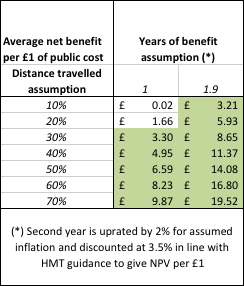 Average net benefit per £1 of public cost Years of benefit assumption (*)
Distance travelled assumption 1 1.9
10% £ 0.02 £ 3.21
20% £ 1.66 £ 5.93
30% £ 3.30 £ 8.65
40% £ 4.95 £ 11.37
50% £ 6.59 £ 14.08
60% £ 8.23 £ 16.80
70% £ 9.87 £ 19.52
(*) Second year is uprated by 2% for assumed
inflation and discounted at 3.5% in line with
HMT guidance to give NPV per £1